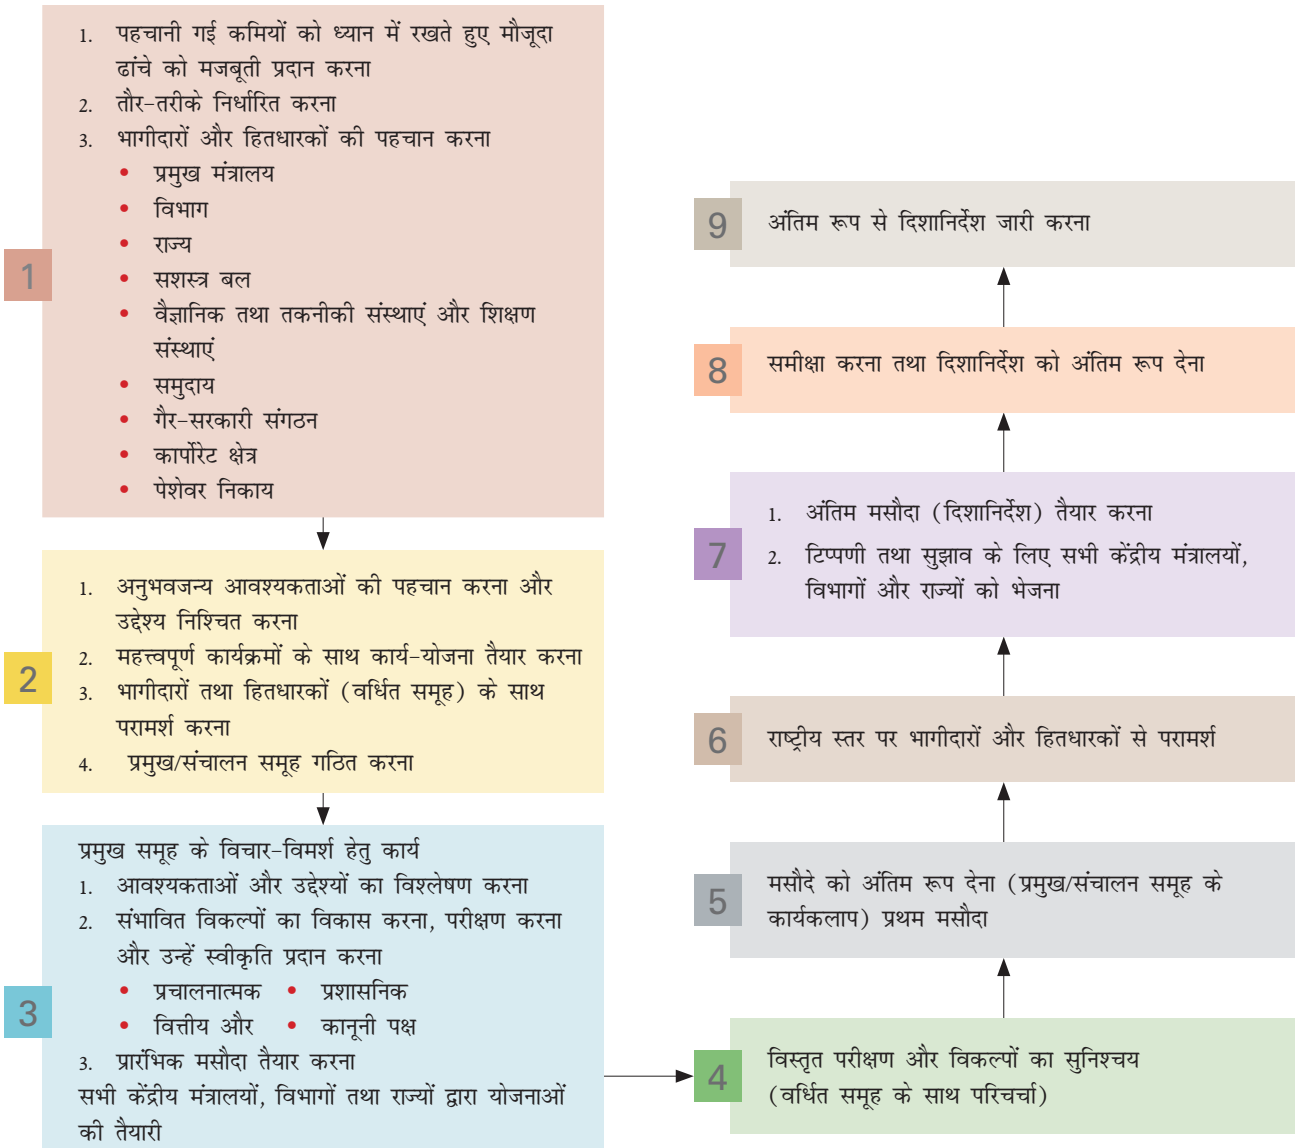 1
1. पहचानी गई कमियों को ध्यान में रखते हुए मौजूदा
ढांचे को मजबूती प्रदान करना
2. तौर-तरीके निर्धारित करना
3. भागीदारों और हितधारकों की पहचान करना
• प्रमुख मंत्रालय
• विभाग
• राज्य
• सशस्त्र बल
• वैज्ञानिक तथा तकनीकी संस्थाएं और शिक्षण
संस्थाएं
• समुदाय
• गैर-सरकारी संगठन
• कार्पोरेट क्षेत्र
• पेशेवर निकाय
2
1. अनुभवजन्य आवश्यकताओं की पहचान करना और
उद्देश्य निश्चित करना
2. महत्त्वपूर्ण कार्यक्रमों के साथ कार्य-योजना तैयार करना
3. भागीदारों तथा हितधारकों (वर्धित समूह) के साथ
परामर्श करना
4. प्रमुख/संचालन समूह गठित करना
3
प्रमुख समूह के विचार-विमर्श हेतु कार्य
1. आवश्यकताओं और उद्देश्यों का विश्लेषण करना
2. संभावित विकल्पों का विकास करना, परीक्षण करना
और उन्हें स्वीकृति प्रदान करना
• प्रचालनात्मक • प्रशासनिक
• वित्तीय और • कानूनी पक्ष
3. प्रारंभिक मसौदा तैयार करना
सभी केंद्रीय मंत्रालयों, विभागों तथा राज्यों द्वारा योजनाओं
की तैयारी
4
विस्तृत परीक्षण और विकल्पों का सुनिश्चय
(वर्धित समूह के साथ परिचर्चा)
5
मसौदे को अंतिम रूप देना (प्रमुख/संचालन समूह के
कार्यकलाप) प्रथम मसौदा
6
राष्ट्रीय स्तर पर भागीदारों और हितधारकों से परामर्श
7
1. अंतिम मसौदा (दिशानिर्देश) तैयार करना
2. टिप्पणी तथा सुझाव के लिए सभी केंद्रीय मंत्रालयों,
विभागों और राज्यों को भेजना
8
समीक्षा करना तथा दिशानिर्देश को अंतिम रूप देना
9
अंतिम रूप से दिशानिर्देश जारी करना